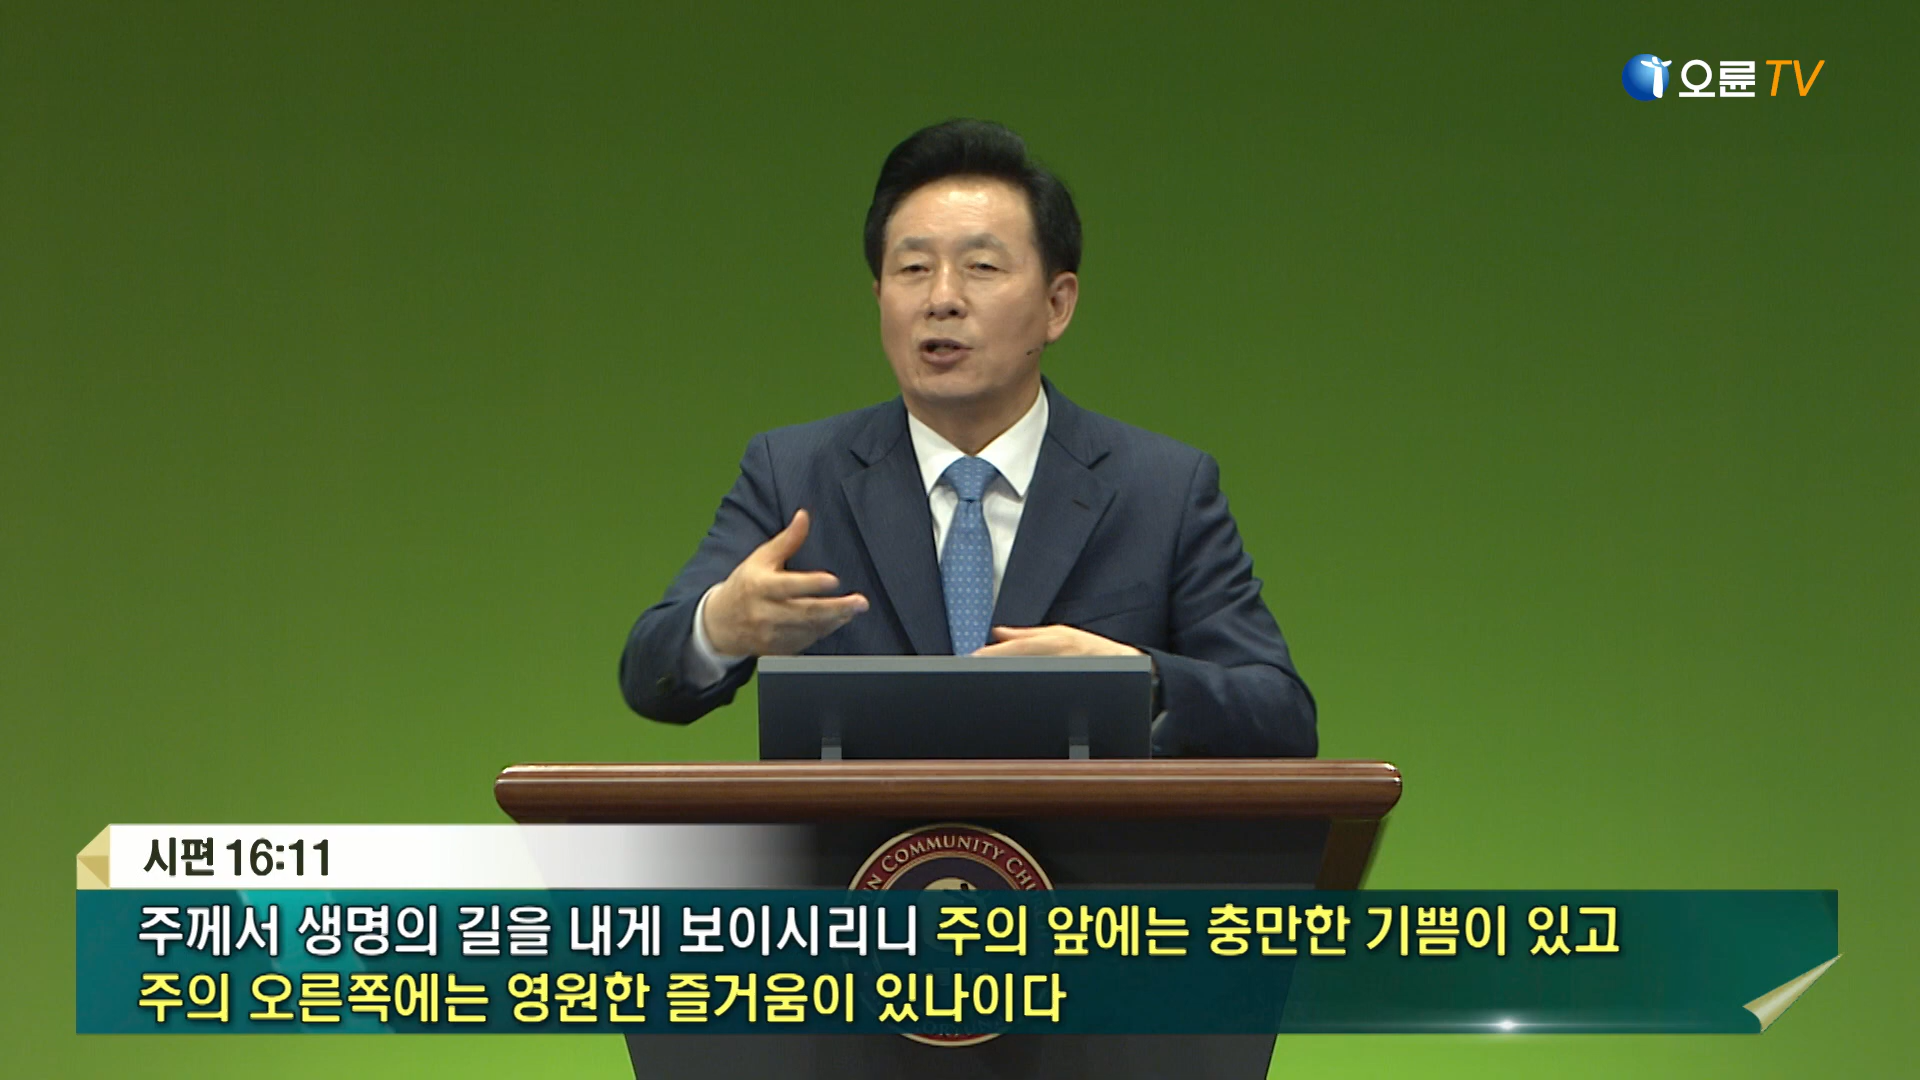 오륜 TV
시편 16:11
COMMUNITY
주께서 생명의 길을 내게 보이시리니 주의 앞에는 충만한 기쁨이 있고
주의 오른쪽에는 영원한 즐거움이 있나이다